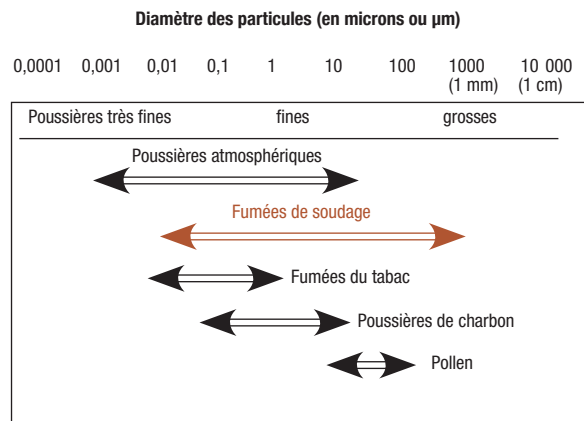 Diamètre des particules (en microns ou µm)
0,0001 0,001 0,01 0,1 1 10 100 1000 10 000
(1 mm) (1 cm)
Poussières très fines fines grosses
Poussières atmosphériques
Fumées de soudage
Fumées du tabac
Poussières de charbon
Pollen